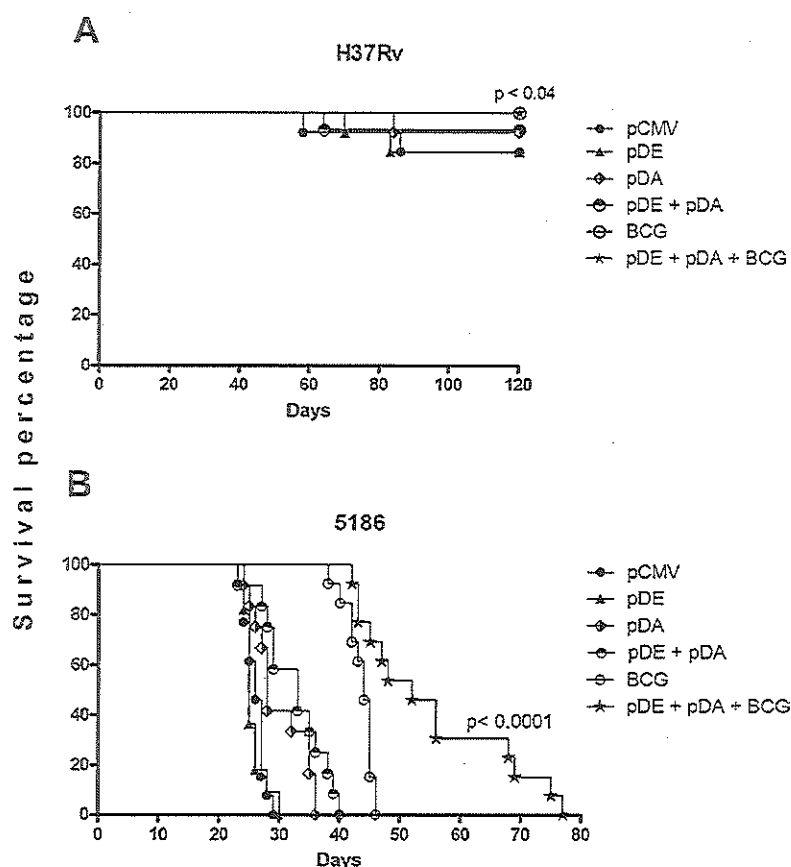 A
H37Rv
p < 0.04
100
80
60
40
20
0
0 20 40 60 80 100 120
Days
pCMV
pDE
pDA
pDE + pDA
BCG
pDE + pDA + BCG
Survival percentage
B
5186
100
80
60
40
20
0
0 10 20 30 40 50 60 70 80
Days
p< 0.0001
pCMV
pDE
pDA
pDE + pDA
BCG
pDE + pDA + BCG